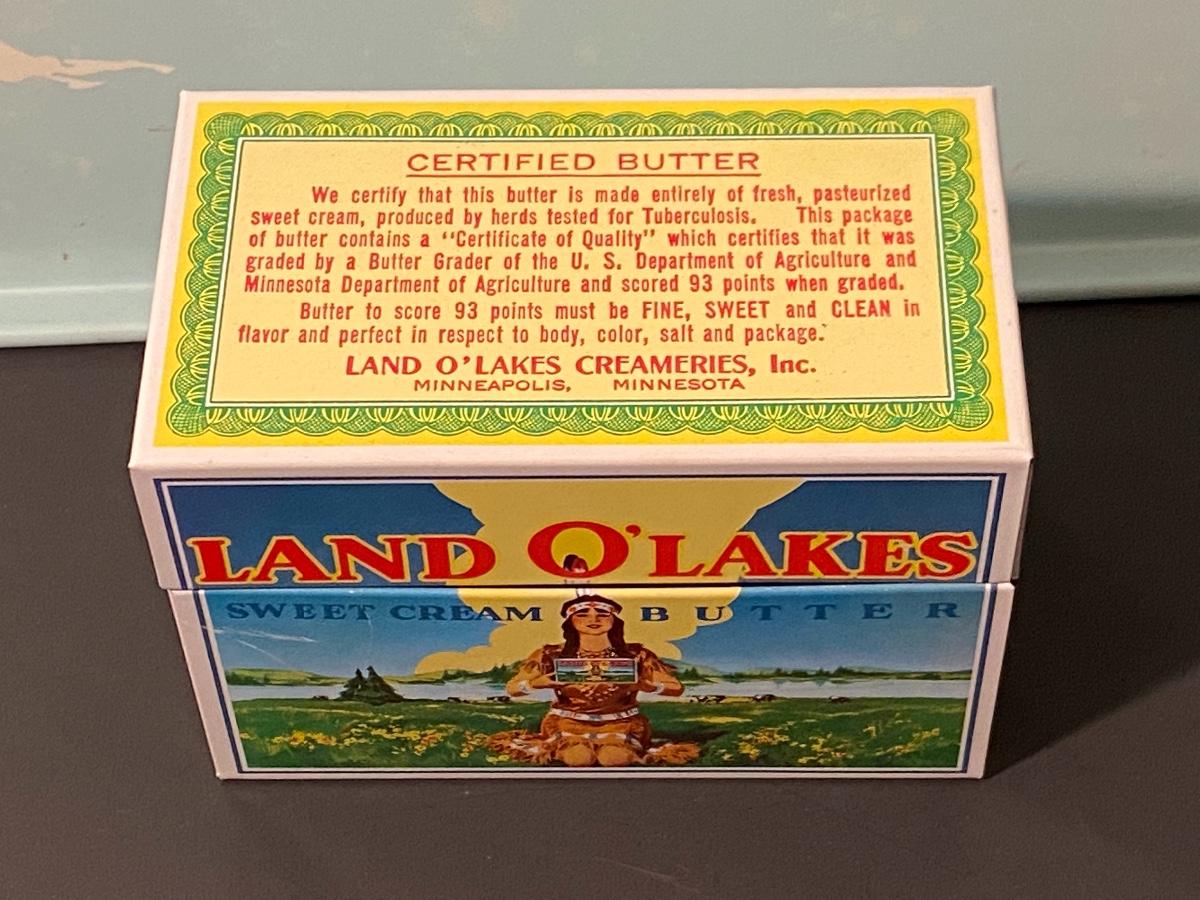 CERTIFIED BUTTER
We certify that this butter is made entirely of fresh, pasteurized
sweet cream, produced by herds tested for Tuberculosis. This package
of butter contains a "Certificate of Quality" which certifies that it was
graded by a Butter Grader of the U. S. Department of Agriculture and
Minnesota Department of Agriculture and scored 93 points when graded.
Butter to score 93 points must be FINE, SWEET and CLEAN in
flavor and perfect in respect to body, color, salt and package.
LAND O'LAKES CREAMERIES, Inc.
MINNEAPOLIS, MINNESOTA
LAND O'LAKES
SWEET CREAM BUTTER